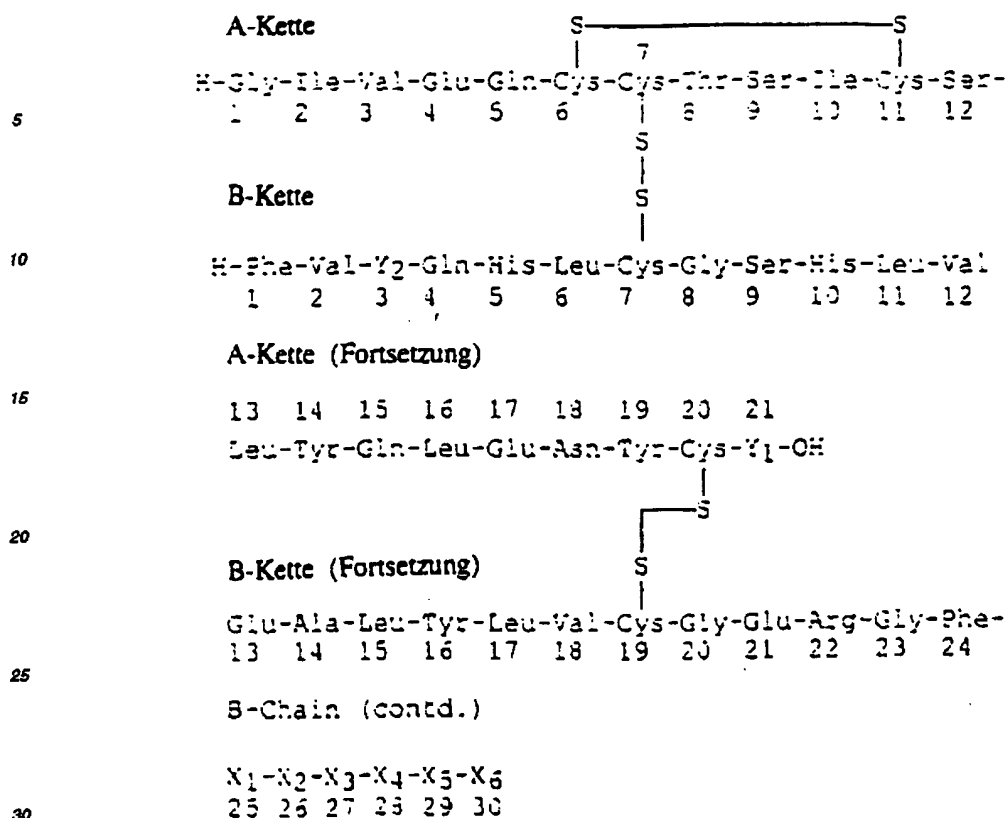 A-Kette
S S
7
H-Gly-Ile-Val-Glu-Gln-Cys-Cys-Thr-Ser-Ile-Cys-Ser-
5 1 2 3 4 5 6 8 9 10 11 12
S
B-Kette S
10 H-Phe-Val-Y2-Gln-His-Leu-Cys-Gly-Ser-His-Leu-Val
1 2 3 4 5 6 7 8 9 10 11 12
A-Kette (Fortsetzung)
15 13 14 15 16 17 18 19 20 21
Leu-Tyr-Gln-Leu-Glu-Asn-Tyr-Cys-Y1-OH
S
20
B-Kette (Fortsetzung) S
Glu-Ala-Leu-Tyr-Leu-Val-Cys-Gly-Glu-Arg-Gly-Phe-
13 14 15 16 17 18 19 20 21 22 23 24
25
B-Chain (contd.)
X1-X2-X3-X4-X5-X6
30 25 26 27 28 29 30